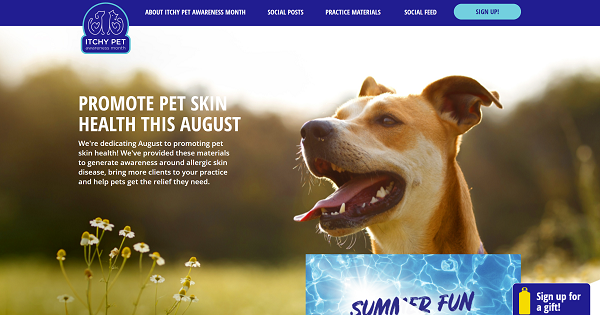 ABOUT ITCHY PET AWARENESS MONTH
SOCIAL POSTS
PRACTICE MATERIALS
SOCIAL FEED
SIGN UP!
ITCHY PET
awareness month
PROMOTE PET SKIN
HEALTH THIS AUGUST
We're dedicating August to promoting pet
skin health! We've provided these materials
to generate awareness around allergic skin
disease, bring more clients to your practice
and help pets get the relief they need.
SUMMER FUN
Sign up for
a gift!